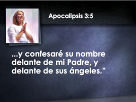 Apocalipsis 3:5
...y confesaré su nombre
delante de mi Padre, y
delante de sus ángeles."